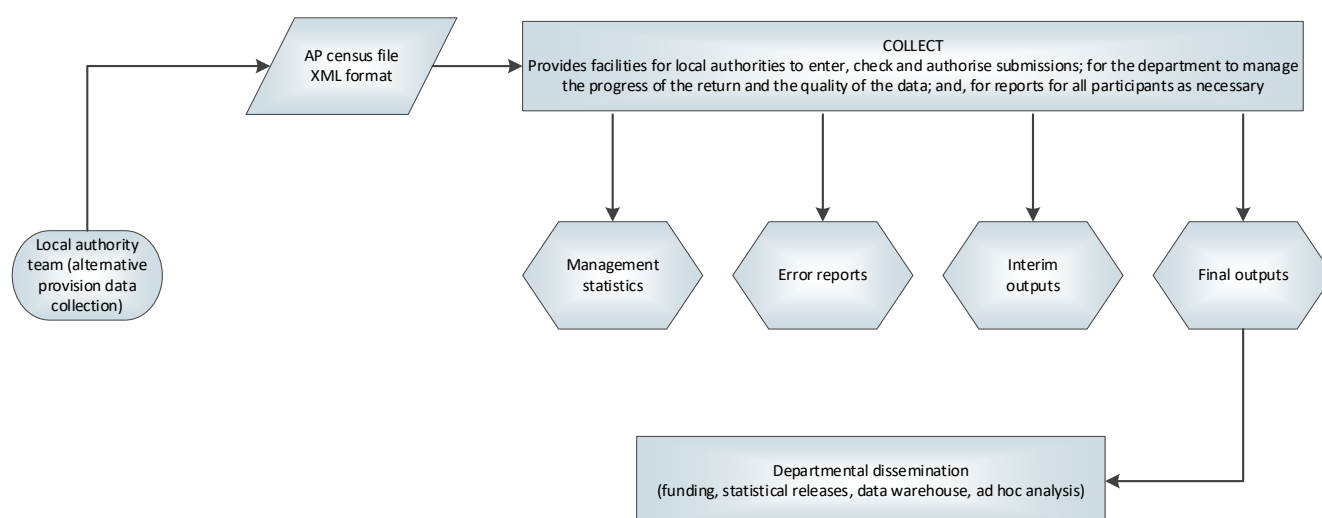 AP census file
XML format
COLLECT
Provides facilities for local authorities to enter, check and authorise submissions; for the department to manage
the progress of the return and the quality of the data; and, for reports for all participants as necessary
Local authority
team (alternative
provision data
collection)
Management
statistics
Error reports
Interim
outputs
Final outputs
Departmental dissemination
(funding, statistical releases, data warehouse, ad hoc analysis)